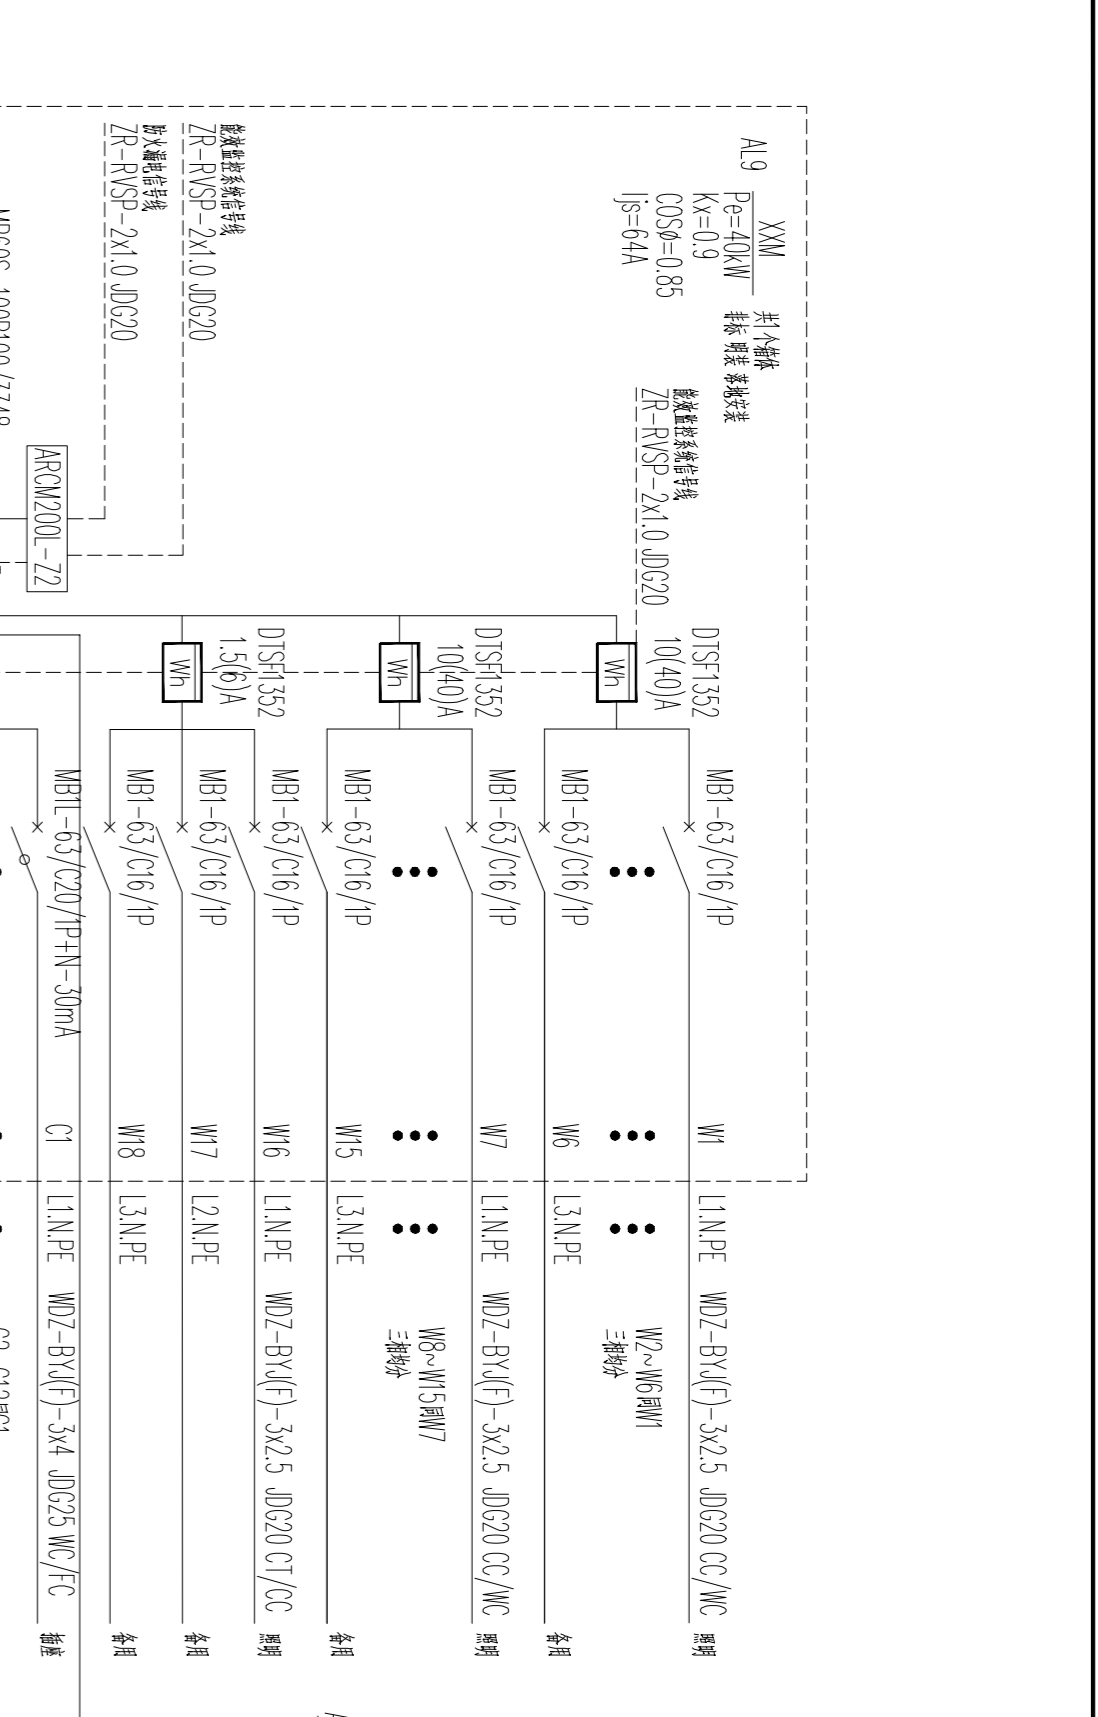 AL9
XXM
Pe=40kW
Kx=0.9
COSø=0.85
Ijs=64A
共1个箱体
非标 明装 落地安装
能效监控系统信号线
ZR-RVSP-2x1.0 JDG20
DTSF1352
10(40)A
Wh
MB1-63/C16/1P W1 L1.N.PE WDZ-BYJ(F)-3x2.5 JDG20 CC/WC 照明
W2~W6同W1
三相均分
MB1-63/C16/1P W6 L3.N.PE 备用
DTSF1352
10(40)A
Wh
MB1-63/C16/1P W7 L1.N.PE WDZ-BYJ(F)-3x2.5 JDG20 CC/WC 照明
W8~W15同W7
三相均分
MB1-63/C16/1P W15 L3.N.PE 备用
能效监控系统信号线
ZR-RVSP-2x1.0 JDG20
DTSF1352
1.5(6)A
Wh
MB1-63/C16/1P W16 L1.N.PE WDZ-BYJ(F)-3x2.5 JDG20 CT/CC 照明
MB1-63/C16/1P W17 L2.N.PE 备用
MB1-63/C16/1P W18 L3.N.PE 备用
防火漏电信号线
ZR-RVSP-2x1.0 JDG20
ARCM200L-Z2
MB1L-63/C20/1P+N-30mA C1 L1.N.PE WDZ-BYJ(F)-3x4 JDG25 WC/FC 插座